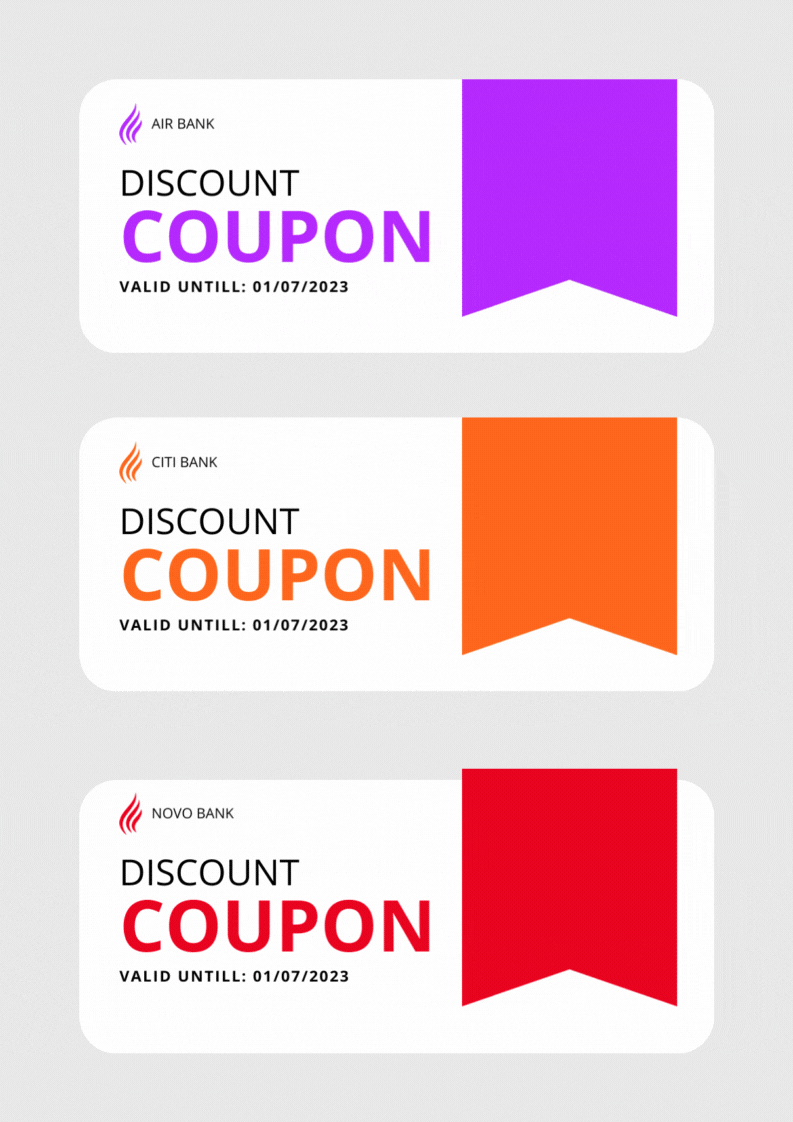 AIR BANK
DISCOUNT
COUPON
VALID UNTILL: 01/07/2023
CITI BANK
DISCOUNT
COUPON
VALID UNTILL: 01/07/2023
NOVO BANK
DISCOUNT
COUPON
VALID UNTILL: 01/07/2023